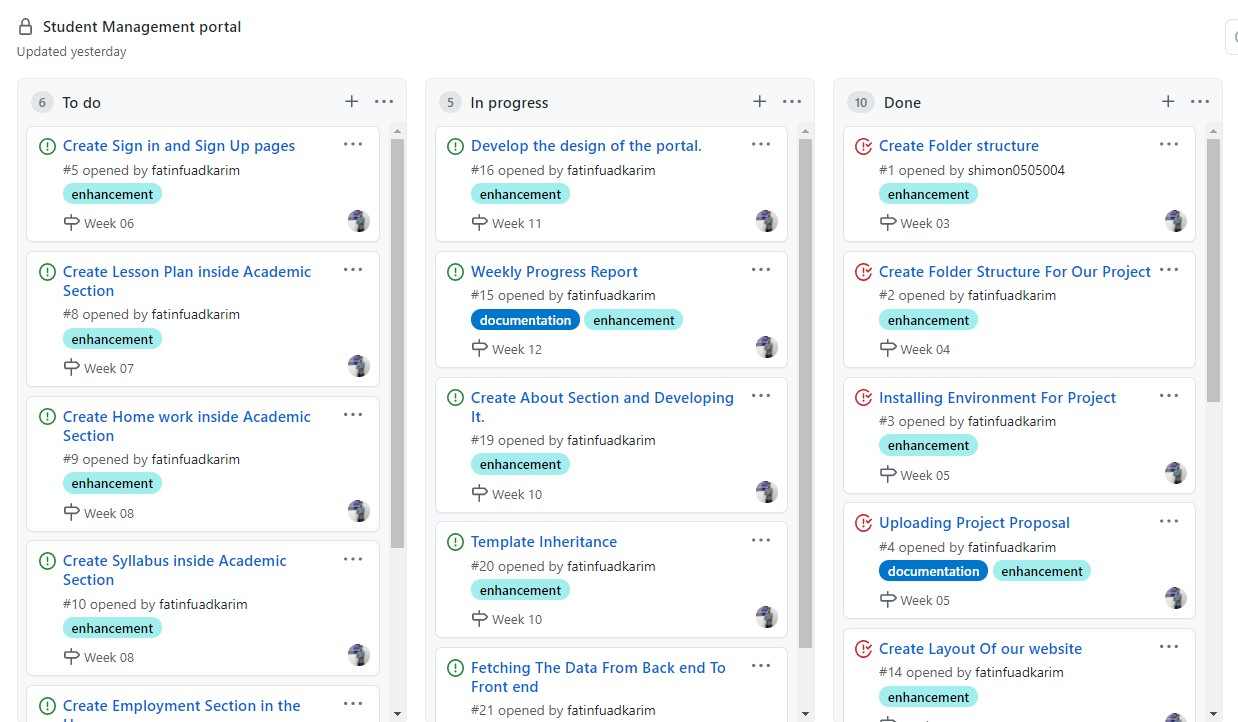 Student Management portal
Updated yesterday
6 To do
Create Sign in and Sign Up pages
#5 opened by fatinfuadkarim
enhancement
Week 06
Create Lesson Plan inside Academic
Section
#8 opened by fatinfuadkarim
enhancement
Week 07
Create Home work inside Academic
Section
#9 opened by fatinfuadkarim
enhancement
Week 08
Create Syllabus inside Academic
Section
#10 opened by fatinfuadkarim
enhancement
Week 08
Create Employment Section in the
5 In progress
Develop the design of the portal.
#16 opened by fatinfuadkarim
enhancement
Week 11
Weekly Progress Report
#15 opened by fatinfuadkarim
documentation enhancement
Week 12
Create About Section and Developing
It.
#19 opened by fatinfuadkarim
enhancement
Week 10
Template Inheritance
#20 opened by fatinfuadkarim
enhancement
Week 10
Fetching The Data From Back end To
Front end
#21 opened by fatinfuadkarim
10 Done
Create Folder structure
#1 opened by shimon0505004
enhancement
Week 03
Create Folder Structure For Our Project
#2 opened by fatinfuadkarim
enhancement
Week 04
Installing Environment For Project
#3 opened by fatinfuadkarim
enhancement
Week 05
Uploading Project Proposal
#4 opened by fatinfuadkarim
documentation enhancement
Week 05
Create Layout Of our website
#14 opened by fatinfuadkarim
enhancement